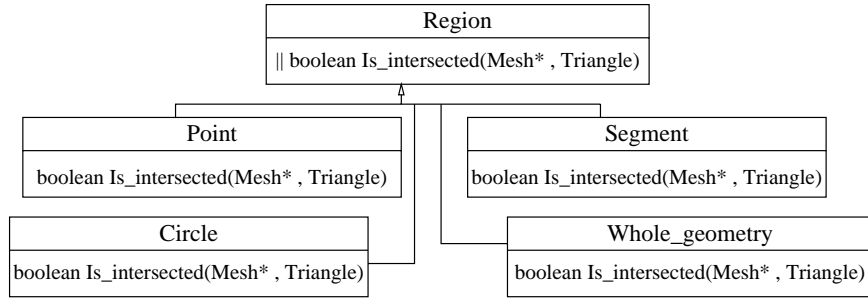 Region
|| boolean Is_intersected(Mesh* , Triangle)
Point
boolean Is_intersected(Mesh* , Triangle)
Segment
boolean Is_intersected(Mesh* , Triangle)
Circle
boolean Is_intersected(Mesh* , Triangle)
Whole_geometry
boolean Is_intersected(Mesh* , Triangle)